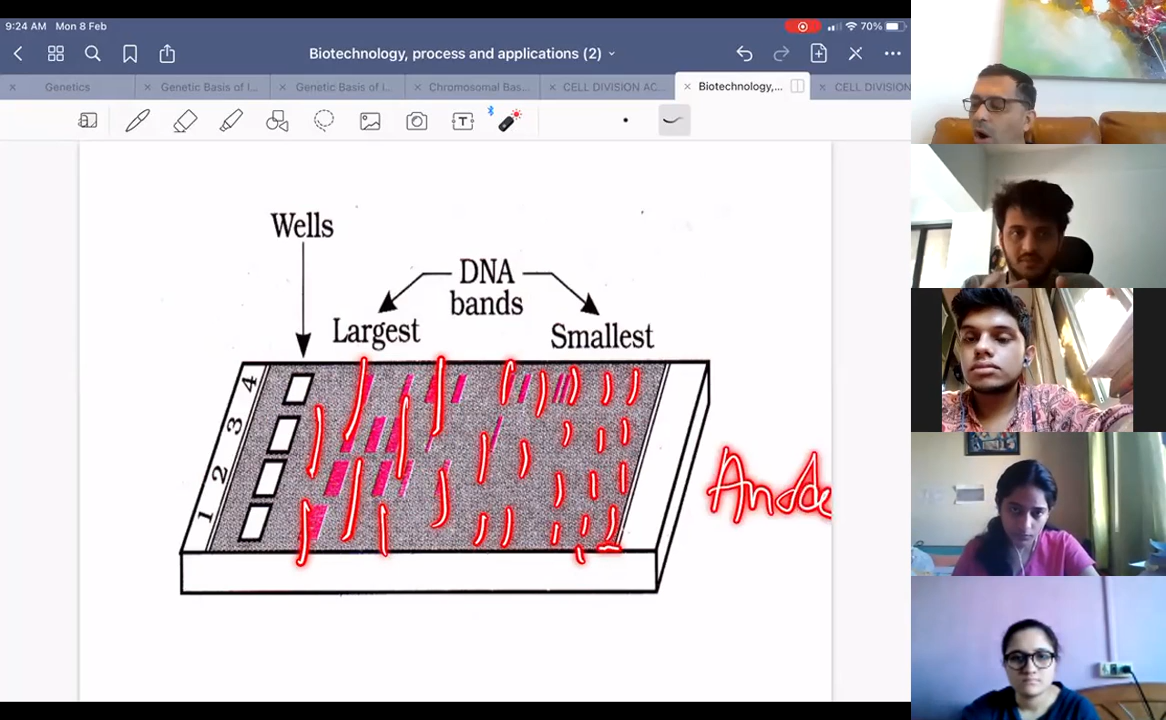 9:24 AM Mon 8 Feb
70%
Biotechnology, process and applications (2)
Genetics
Genetic Basis of I...
Genetic Basis of I...
Chromosomal Bas...
CELL DIVISION AC...
Biotechnology,...
CELL DIVISION
T
Wells
DNA
bands
Largest
Smallest
4
3
2
1
Anode